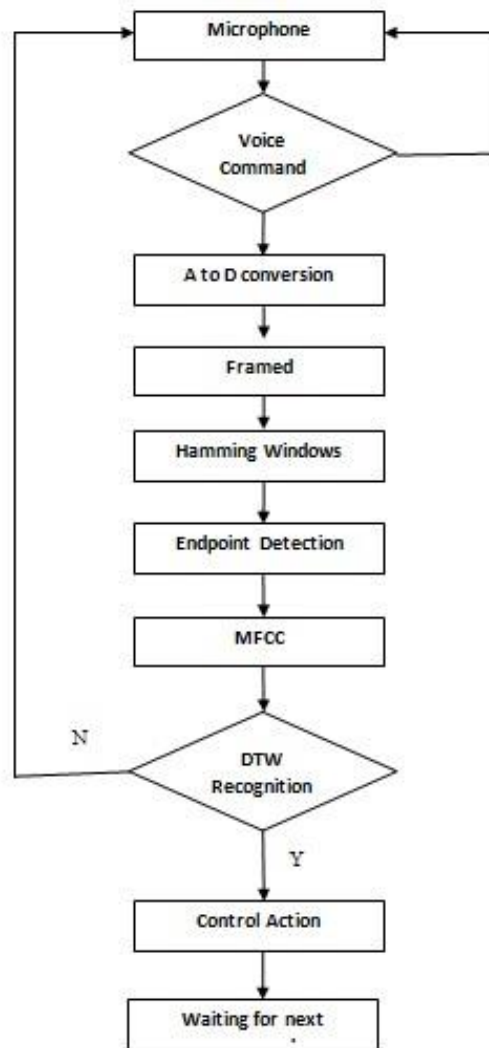 Microphone
Voice
Command
A to D conversion
Framed
Hamming Windows
Endpoint Detection
MFCC
N
DTW
Recognition
Y
Control Action
Waiting for next